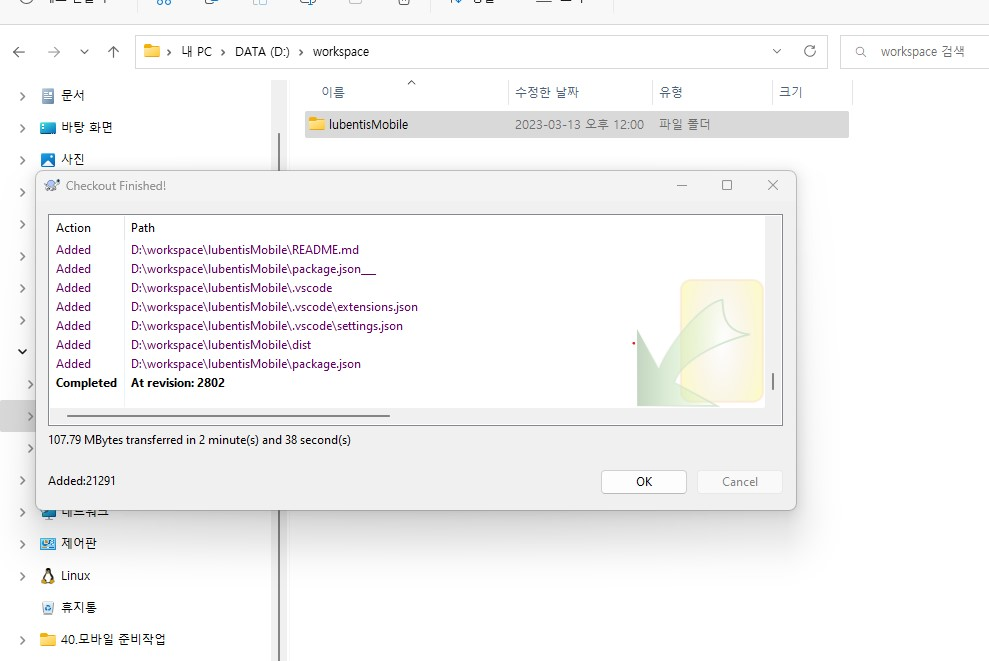 내 PC > DATA (D:) > workspace
workspace 검색
이름 수정한 날짜 유형 크기
문서
lubentisMobile 2023-03-13 오후 12:00 파일 폴더
바탕 화면
사진
Checkout Finished!
Action Path
Added D:\workspace\lubentisMobile\README.md
Added D:\workspace\lubentisMobile\package.json__
Added D:\workspace\lubentisMobile\.vscode
Added D:\workspace\lubentisMobile\.vscode\extensions.json
Added D:\workspace\lubentisMobile\.vscode\settings.json
Added D:\workspace\lubentisMobile\dist
Added D:\workspace\lubentisMobile\package.json
Completed At revision: 2802
107.79 MBytes transferred in 2 minute(s) and 38 second(s)
Added:21291
OK Cancel
네트워크
제어판
Linux
휴지통
40.모바일 준비작업